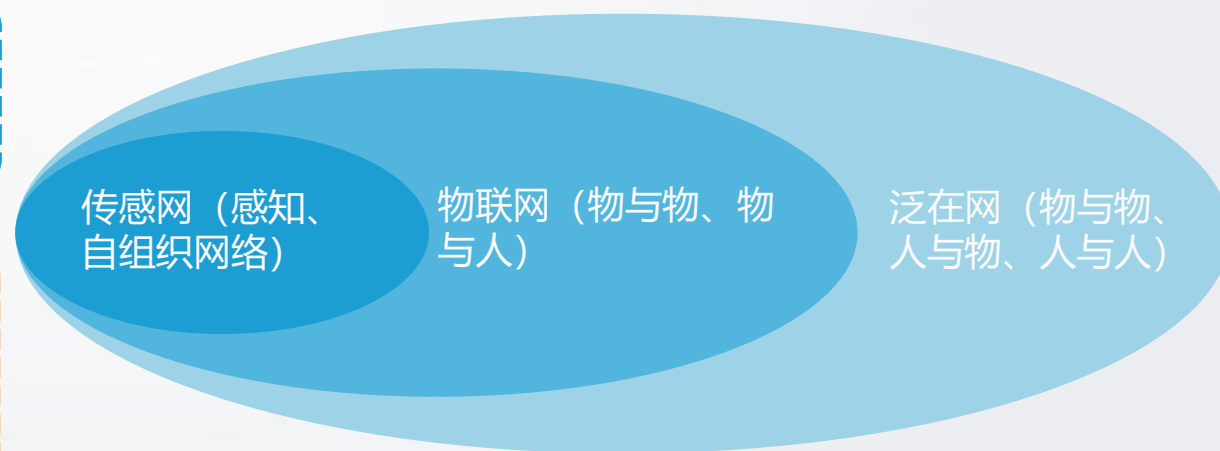 传感网（感知、
自组织网络）
物联网（物与物、物
与人）
泛在网（物与物、
人与物、人与人）